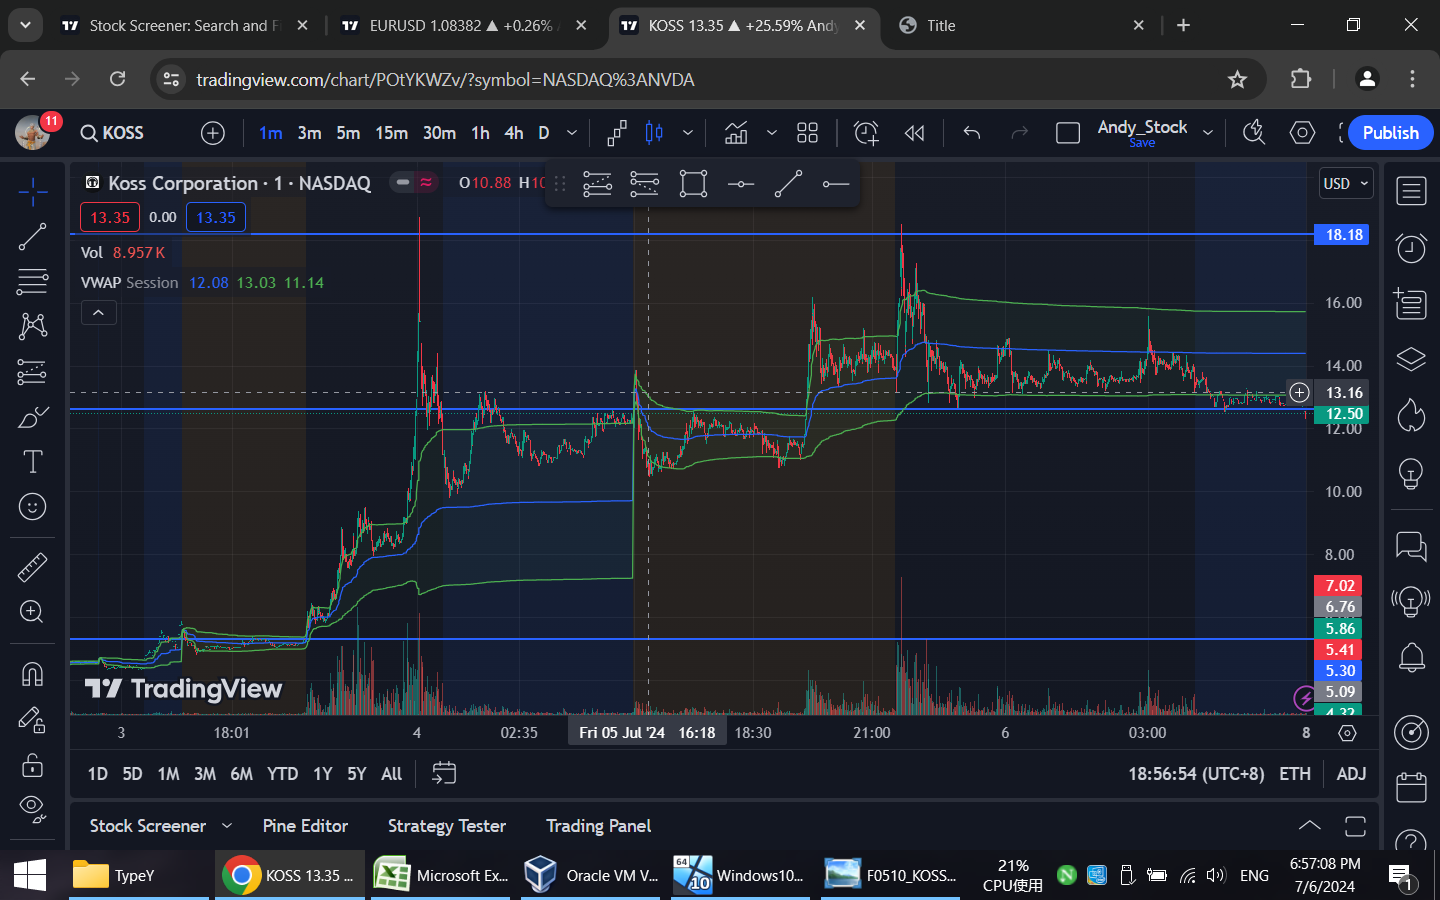 Stock Screener: Search and Fi
EURUSD 1.08382 ▲ +0.26%
KOSS 13.35 ▲ +25.59% Andy
Title
tradingview.com/chart/POtYKWZv/?symbol=NASDAQ%3ANVDA
11
KOSS
1m 3m 5m 15m 30m 1h 4h D
Andy_Stock
Save
Publish
Koss Corporation · 1 · NASDAQ
O10.88 H10
USD
13.35 0.00 13.35
Vol 8.957K
VWAP Session 12.08 13.03 11.14
18.18
16.00
14.00
13.16
12.50
12.00
10.00
8.00
7.02
6.76
5.86
5.41
5.30
5.09
4.32
TradingView
3 18:01 4 02:35 Fri 05 Jul '24 16:18 18:30 21:00 6 03:00 8
1D 5D 1M 3M 6M YTD 1Y 5Y All
18:56:54 (UTC+8) ETH ADJ
Stock Screener Pine Editor Strategy Tester Trading Panel
TypeY
KOSS 13.35 ...
Microsoft Ex...
Oracle VM V...
64
10
Windows10...
F0510_KOSS...
21%
CPU使用
N
ENG
6:57:08 PM
7/6/2024
1